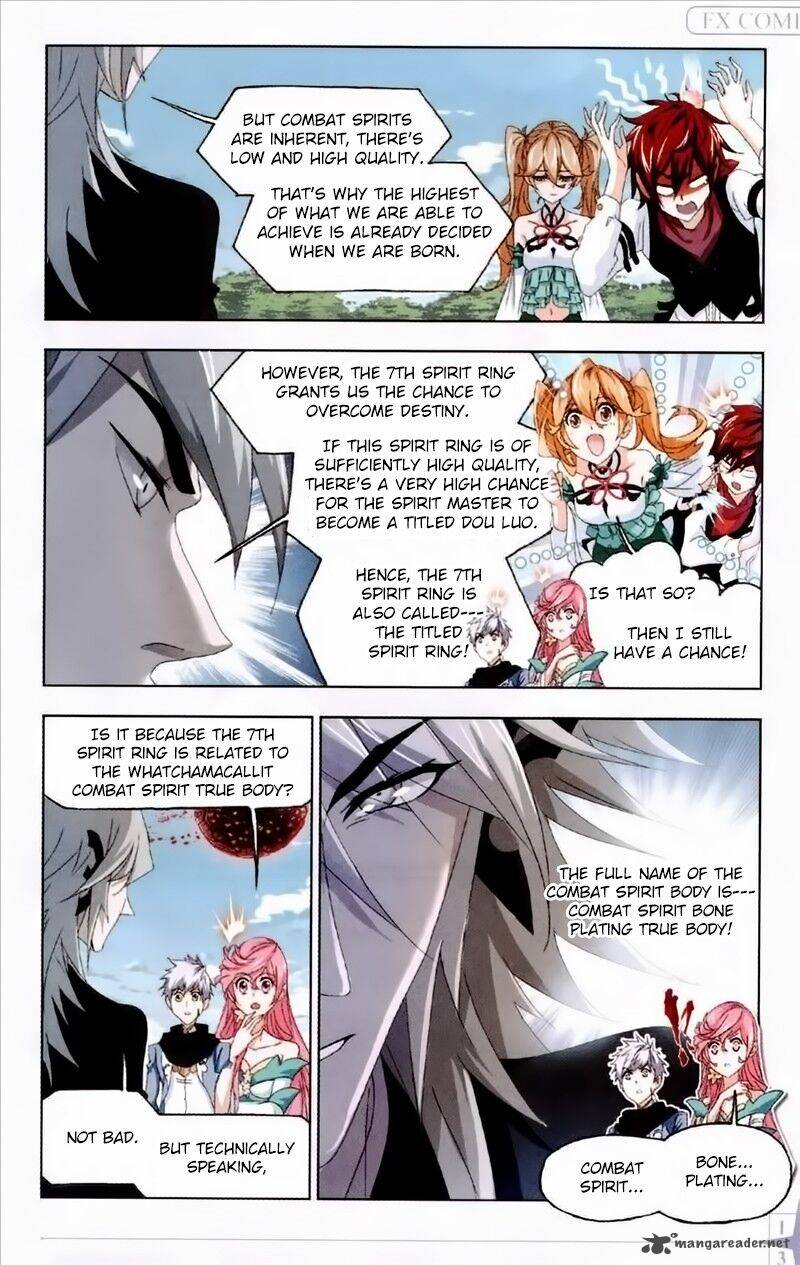 FX COMI
BUT COMBAT SPIRITS
ARE INHERENT, THERE'S
LOW AND HIGH QUALITY.
THAT'S WHY THE HIGHEST
OF WHAT WE ARE ABLE TO
ACHIEVE IS ALREADY DECIDED
WHEN WE ARE BORN.
HOWEVER, THE 7TH SPIRIT RING
GRANTS US THE CHANCE TO
OVERCOME DESTINY.
IF THIS SPIRIT RING IS OF
SUFFICIENTLY HIGH QUALITY,
THERE'S A VERY HIGH CHANCE
FOR THE SPIRIT MASTER TO
BECOME A TITLED DOU LUO.
HENCE, THE 7TH
SPIRIT RING IS
ALSO CALLED---
THE TITLED
SPIRIT RING!
IS THAT SO?
THEN I STILL
HAVE A CHANCE!
IS IT BECAUSE THE 7TH
SPIRIT RING IS RELATED TO
THE WHATCHAMACALLIT
COMBAT SPIRIT TRUE BODY?
NOT BAD.
BUT TECHNICALLY
SPEAKING,
THE FULL NAME OF THE
COMBAT SPIRIT BODY IS---
COMBAT SPIRIT BONE
PLATING TRUE BODY!
!!
COMBAT
SPIRIT...
BONE...
PLATING...
1
3
mangareader.net